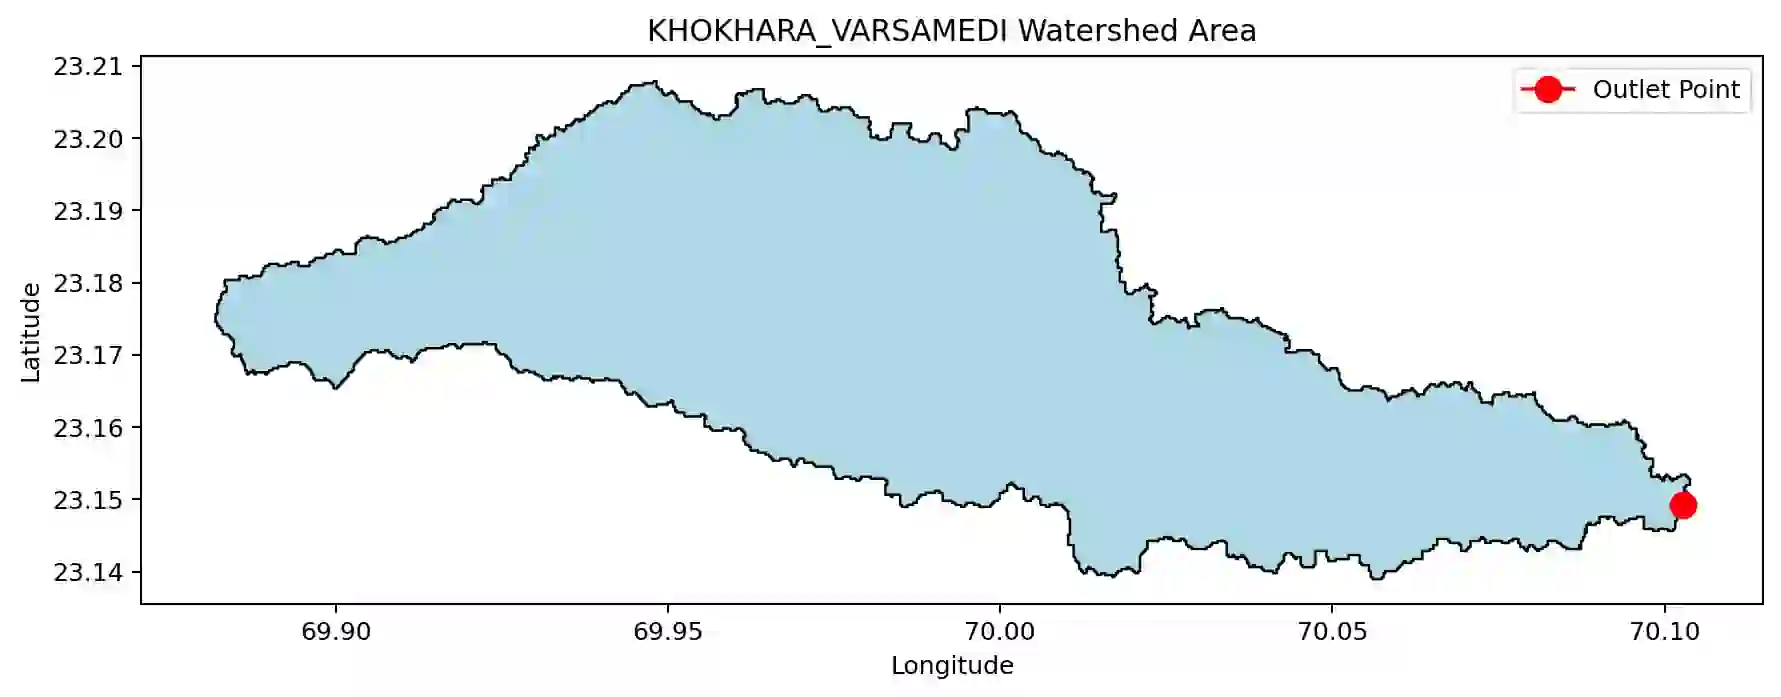 KHOKHARA_VARSAMEDI Watershed Area
Outlet Point
Latitude
23.21
23.20
23.19
23.18
23.17
23.16
23.15
23.14
69.90 69.95 70.00 70.05 70.10
Longitude